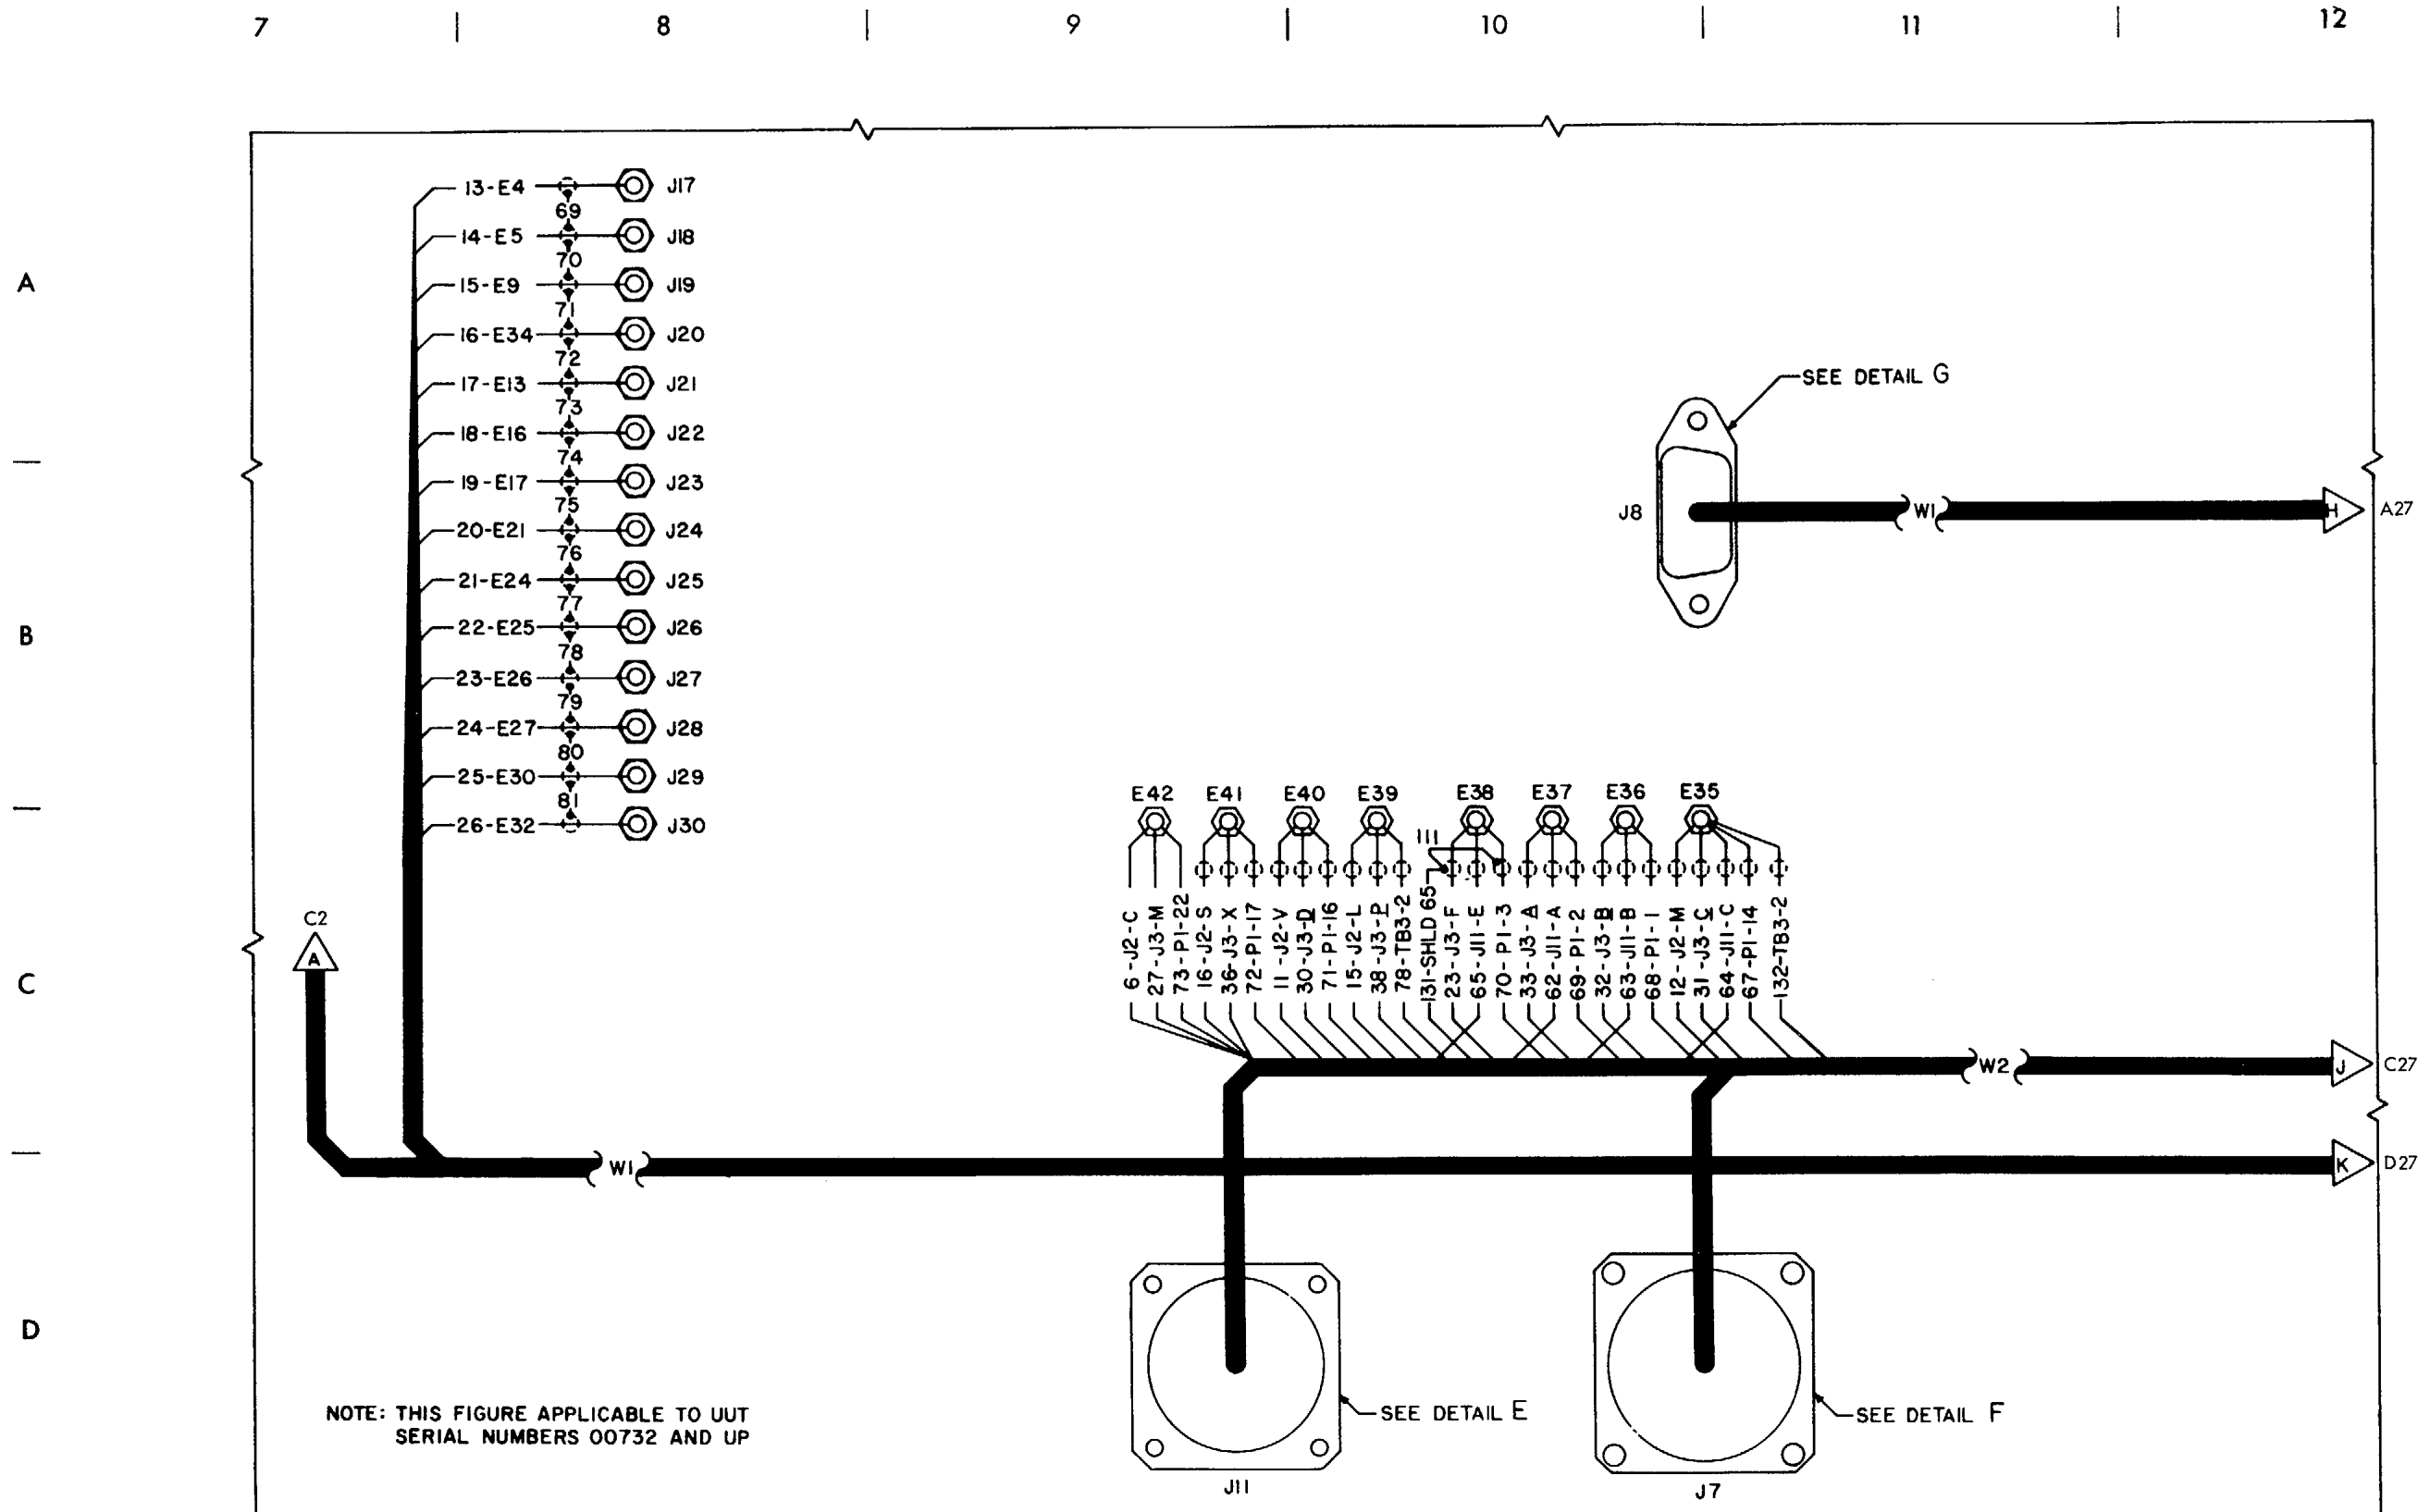 7 8 9 10 11 12
A
B
C
D
13-E4 J17
69
14-E5 J18
70
15-E9 J19
71
16-E34 J20
72
17-E13 J21
73
18-E16 J22
74
19-E17 J23
75
20-E21 J24
76
21-E24 J25
77
22-E25 J26
78
23-E26 J27
79
24-E27 J28
80
25-E30 J29
81
26-E32 J30
SEE DETAIL G
J8
W1
H A27
E42 E41 E40 E39 E38 E37 E36 E35
111
6-J2-C
27-J3-M
73-P1-22
16-J2-S
36-J3-X
72-P1-17
11-J2-V
30-J3-D
71-P1-16
15-J2-L
38-J3-P
78-TB3-2
131-SHLD 65
23-J3-F
65-J11-E
70-P1-3
33-J3-A
62-J11-A
69-P1-2
32-J3-B
63-J11-B
68-P1-1
12-J2-M
31-J3-C
64-J11-C
67-P1-14
132-TB3-2
C2
A
W2
J C27
W1
K D27
SEE DETAIL E
J11
SEE DETAIL F
J7
NOTE: THIS FIGURE APPLICABLE TO UUT
SERIAL NUMBERS 00732 AND UP